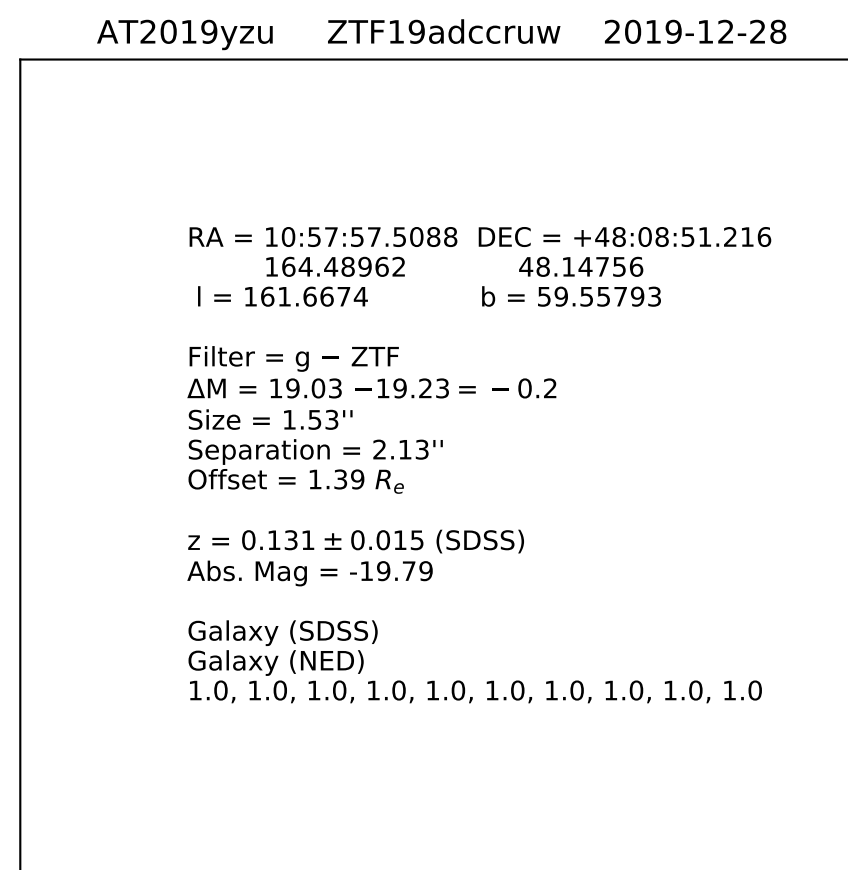 AT2019yzu ZTF19adccruw 2019-12-28
RA = 10:57:57.5088 DEC = +48:08:51.216
164.48962 48.14756
l = 161.6674 b = 59.55793
Filter = g − ZTF
ΔM = 19.03 −19.23 = −0.2
Size = 1.53''
Separation = 2.13''
Offset = 1.39 Rₑ
z = 0.131 ± 0.015 (SDSS)
Abs. Mag = -19.79
Galaxy (SDSS)
Galaxy (NED)
1.0, 1.0, 1.0, 1.0, 1.0, 1.0, 1.0, 1.0, 1.0, 1.0